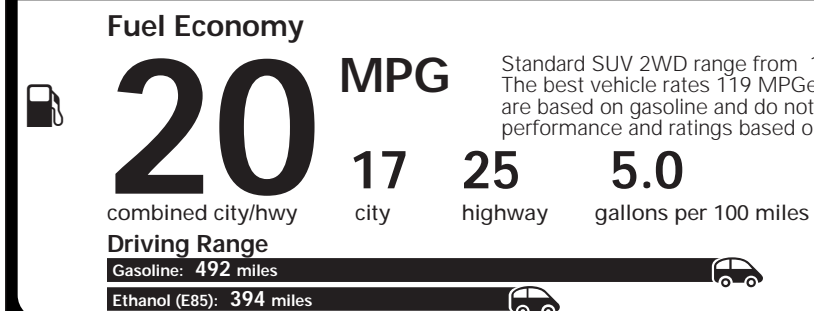 Fuel Economy
20 MPG
Standard SUV 2WD range from
The best vehicle rates 119 MPGe
are based on gasoline and do not
performance and ratings based
17 25 5.0
combined city/hwy city highway gallons per 100 miles
Driving Range
Gasoline: 492 miles
Ethanol (E85): 394 miles